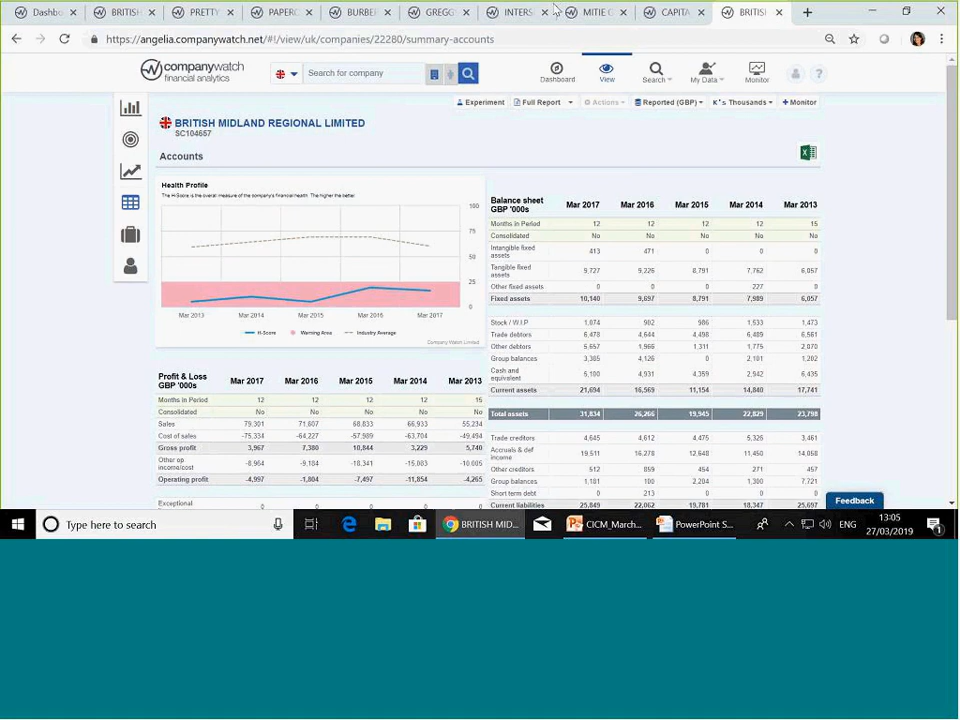 Dashbo BRITISH PRETTY PAPERC BURBER GREGGS INTERS MITIE G CAPITA BRITISH
https://angelia.companywatch.net/#!/view/uk/companies/22280/summary-accounts
companywatch
financial analytics
Search for company
Dashboard View Search My Data Monitor ?
Experiment Full Report Actions Reported (GBP) K's Thousands Monitor
BRITISH MIDLAND REGIONAL LIMITED
SC104657
Accounts
Health Profile
The H-Score is the overall measure of the company's financial health. The higher the better.
100
75
50
25
0
Mar 2013 Mar 2014 Mar 2015 Mar 2016 Mar 2017
H-Score Warning Area Industry Average
Company Watch Limited
Profit & Loss GBP '000s Mar 2017 Mar 2016 Mar 2015 Mar 2014 Mar 2013
Months in Period 12 12 12 12 15
Consolidated No No No No No
Sales 79,301 71,607 68,833 66,933 55,234
Cost of sales -75,334 -64,227 -57,989 -63,704 -49,494
Gross profit 3,967 7,380 10,844 3,229 5,740
Other op income/cost -8,964 -9,184 -18,341 -15,083 -10,005
Operating profit -4,997 -1,804 -7,497 -11,854 -4,265
Exceptional 0 0 0 0 0
Balance sheet GBP '000s Mar 2017 Mar 2016 Mar 2015 Mar 2014 Mar 2013
Months in Period 12 12 12 12 15
Consolidated No No No No No
Intangible fixed assets 413 471 0 0 0
Tangible fixed assets 9,727 9,226 8,791 7,762 6,057
Other fixed assets 0 0 0 227 0
Fixed assets 10,140 9,697 8,791 7,989 6,057
Stock / W.I.P 1,074 902 986 1,533 1,473
Trade debtors 6,478 4,644 4,498 6,489 6,561
Other debtors 5,657 1,966 1,311 1,775 2,070
Group balances 3,385 4,126 0 2,101 1,202
Cash and equivalent 5,100 4,931 4,359 2,942 6,435
Current assets 21,694 16,569 11,154 14,840 17,741
Total assets 31,834 26,266 19,945 22,829 23,798
Trade creditors 4,645 4,612 4,475 5,326 3,461
Accruals & def income 19,511 16,278 12,648 11,450 14,058
Other creditors 512 859 454 271 457
Group balances 1,181 100 2,204 1,300 7,721
Short term debt 0 213 0 0 0
Current liabilities 25,849 22,062 19,781 18,347 25,697
Feedback
Type here to search
BRITISH MID... CICM_March... PowerPoint S...
ENG
13:05
27/03/2019
1